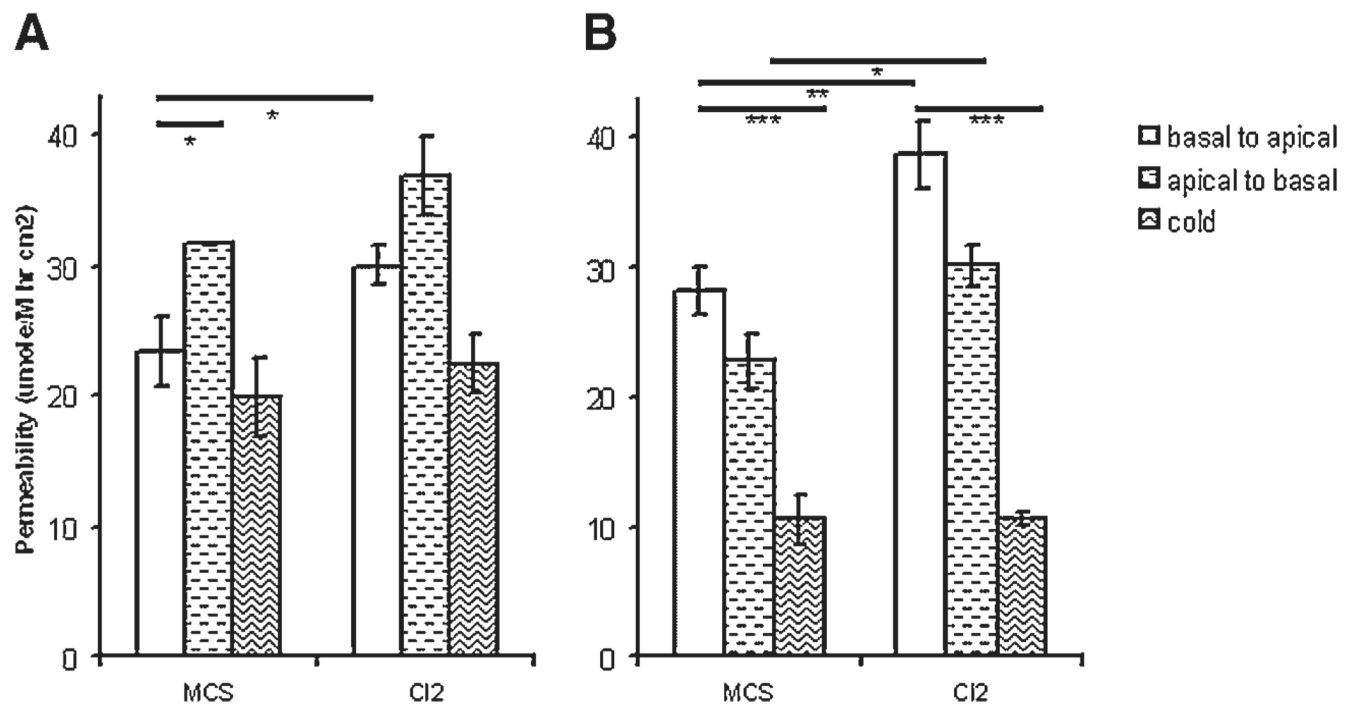 A
B
*
*
*
**
***
***
basal to apical
apical to basal
cold
Permeability (umole/M hr cm2)
40
30
20
10
0
40
30
20
10
0
MCS
Cl2
MCS
Cl2